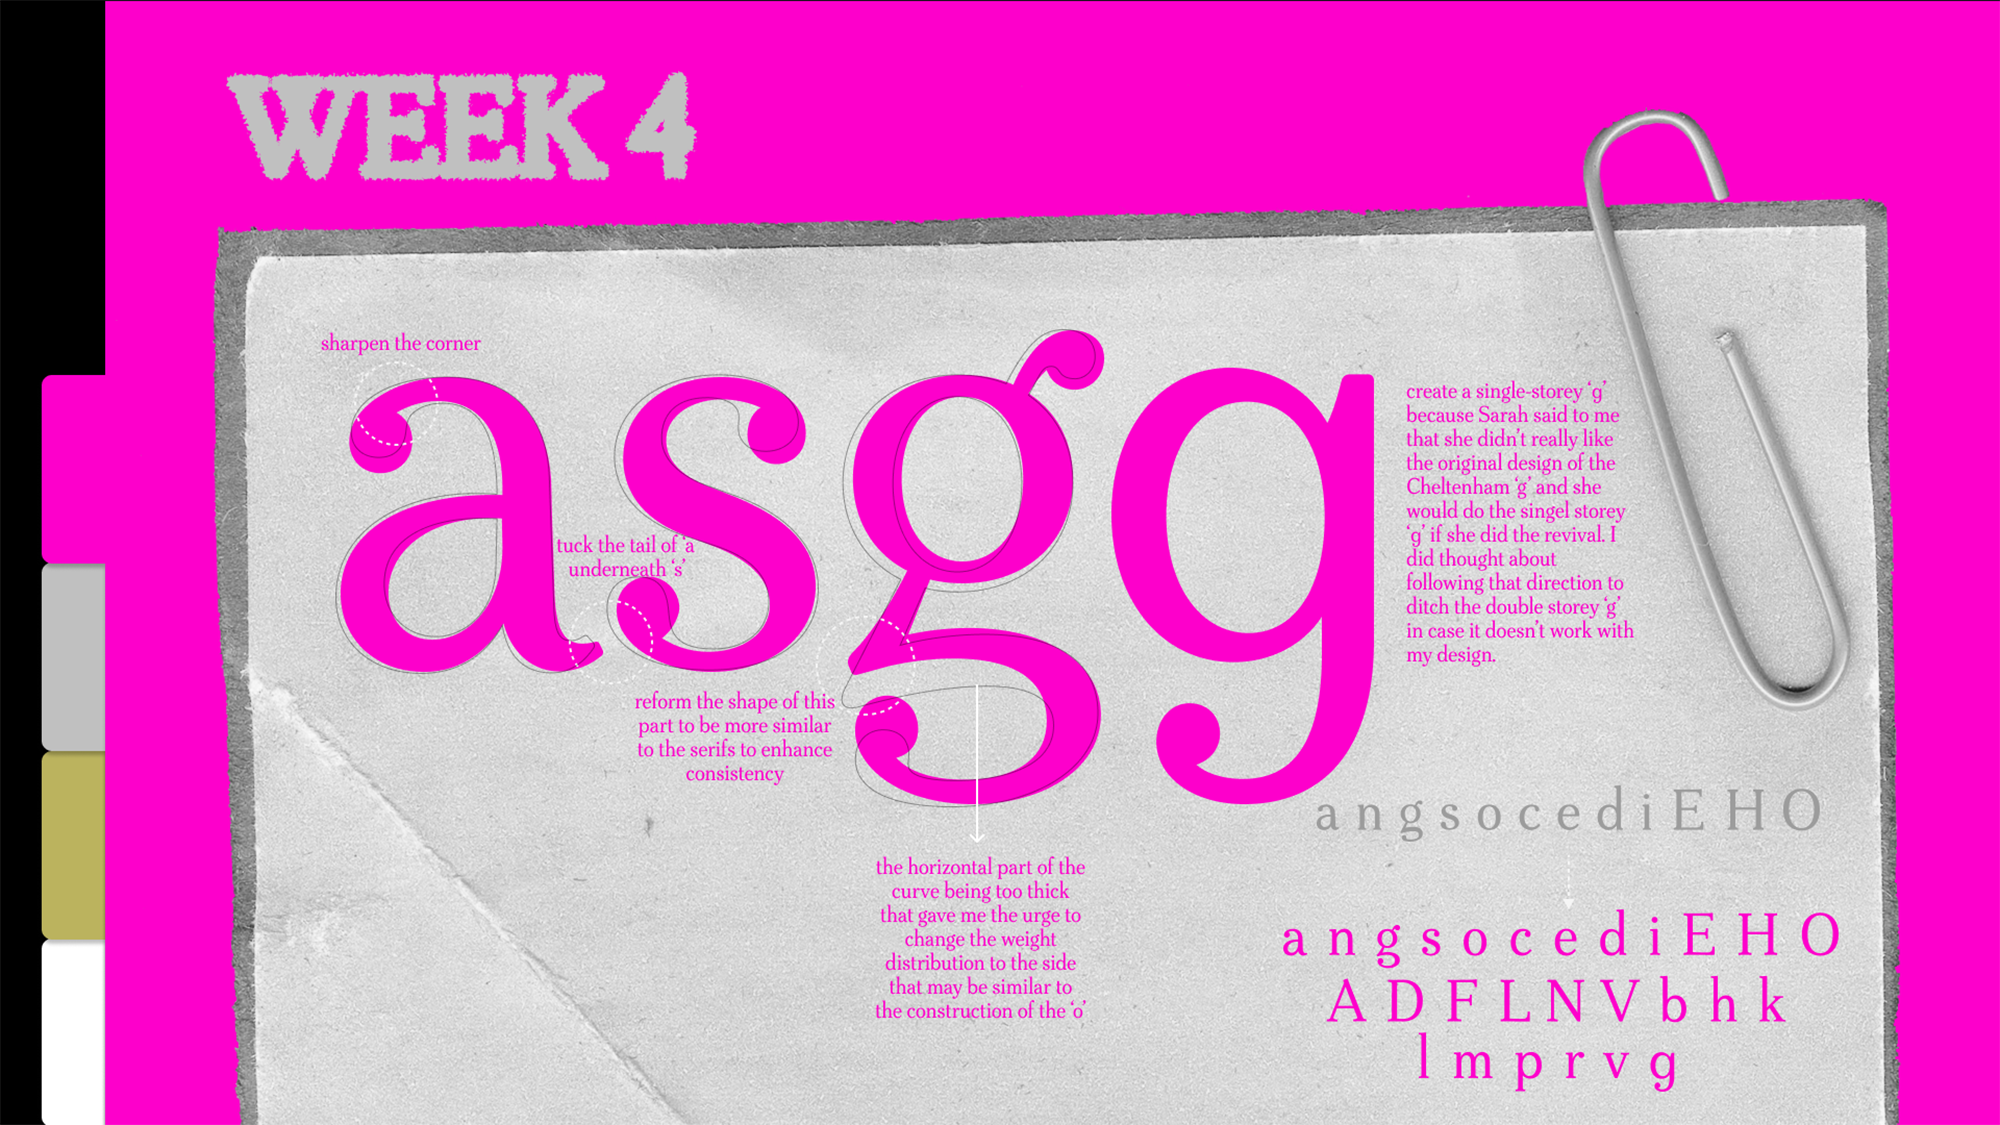 WEEK 4
sharpen the corner
asgg
tuck the tail of ‘a
underneath ‘s’
reform the shape of this
part to be more similar
to the serifs to enhance
consistency
the horizontal part of the
curve being too thick
that gave me the urge to
change the weight
distribution to the side
that may be similar to
the construction of the ‘o’
create a single-storey ‘g’
because Sarah said to me
that she didn’t really like
the original design of the
Cheltenham ‘g’ and she
would do the singel storey
‘g’ if she did the revival. I
did thought about
following that direction to
ditch the double storey ‘g’
in case it doesn’t work with
my design.
a n g s o c e d i E H O
a n g s o c e d i E H O
A D F L N V b h k
l m p r v g